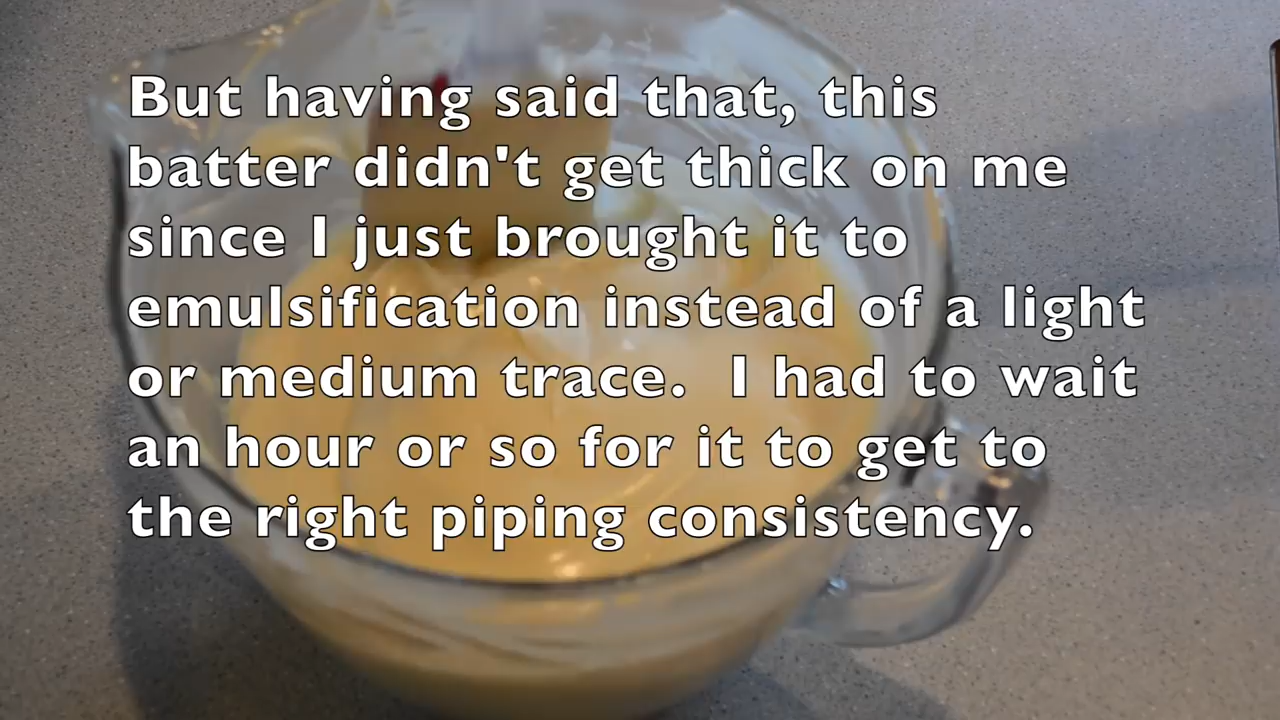 But having said that, this
batter didn't get thick on me
since I just brought it to
emulsification instead of a light
or medium trace.  I had to wait
an hour or so for it to get to
the right piping consistency.